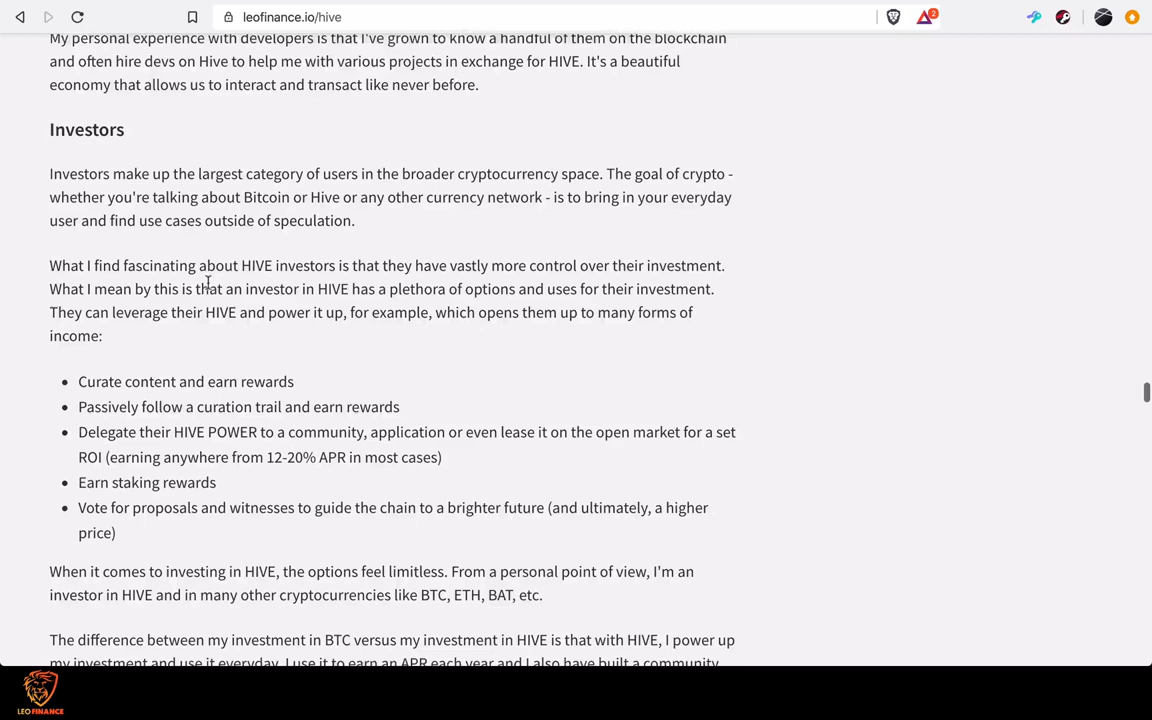 leofinance.io/hive
2
My personal experience with developers is that I've grown to know a handful of them on the blockchain
and often hire devs on Hive to help me with various projects in exchange for HIVE. It's a beautiful
economy that allows us to interact and transact like never before.
Investors
Investors make up the largest category of users in the broader cryptocurrency space. The goal of crypto -
whether you're talking about Bitcoin or Hive or any other currency network - is to bring in your everyday
user and find use cases outside of speculation.
What I find fascinating about HIVE investors is that they have vastly more control over their investment.
What I mean by this is that an investor in HIVE has a plethora of options and uses for their investment.
They can leverage their HIVE and power it up, for example, which opens them up to many forms of
income:
• Curate content and earn rewards
• Passively follow a curation trail and earn rewards
• Delegate their HIVE POWER to a community, application or even lease it on the open market for a set
ROI (earning anywhere from 12-20% APR in most cases)
• Earn staking rewards
• Vote for proposals and witnesses to guide the chain to a brighter future (and ultimately, a higher
price)
When it comes to investing in HIVE, the options feel limitless. From a personal point of view, I'm an
investor in HIVE and in many other cryptocurrencies like BTC, ETH, BAT, etc.
The difference between my investment in BTC versus my investment in HIVE is that with HIVE, I power up
my investment and use it everyday. I use it to earn an APR each year and I also have built a community
LEOFINANCE